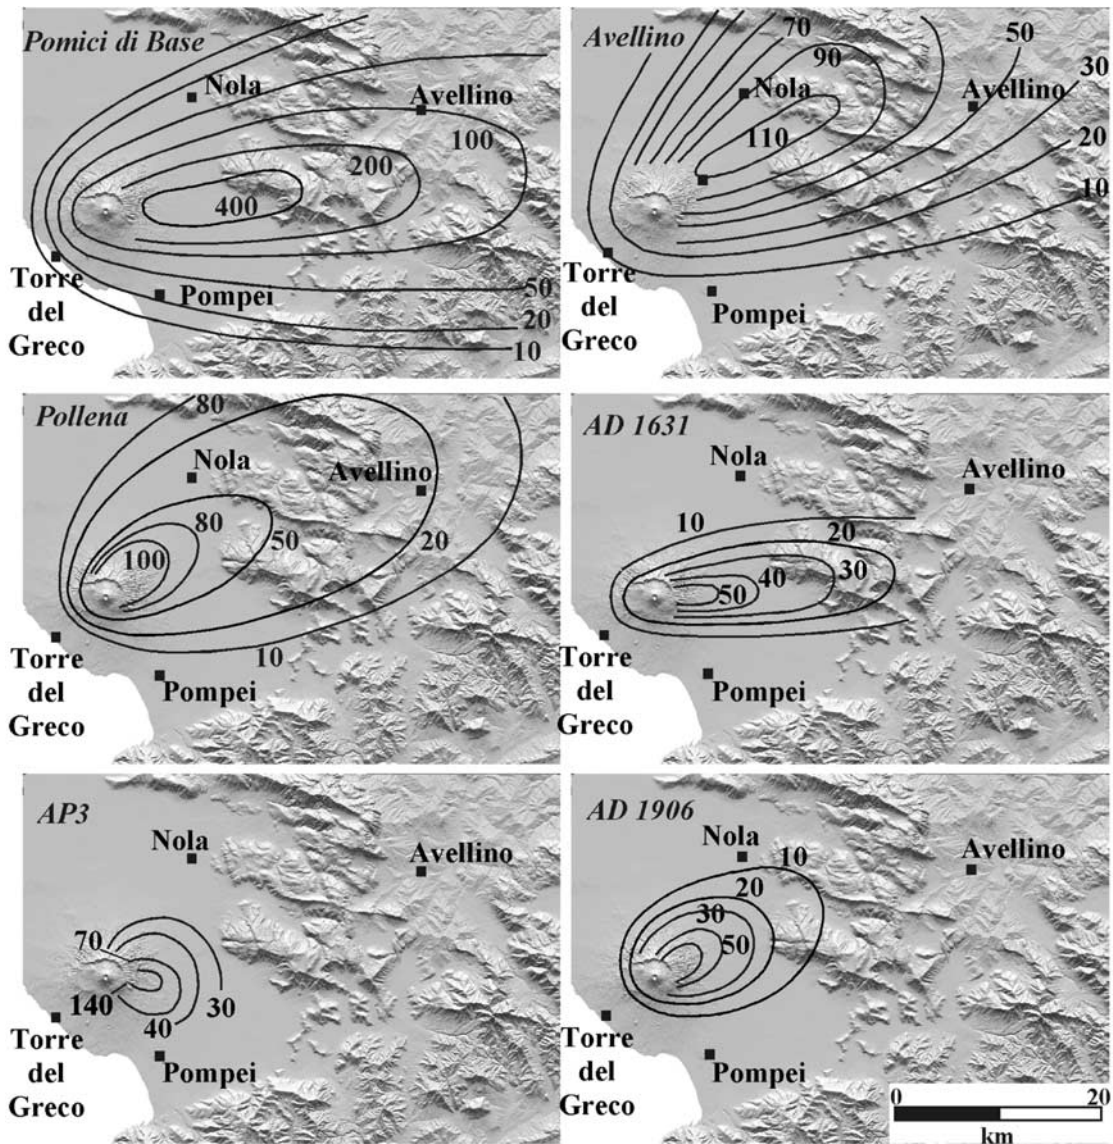 Pomici di Base
Nola
Avellino
100
200
400
Torre
del
Greco
Pompei
50
20
10
Avellino
70
50
90
30
Nola
Avellino
110
20
10
Torre
del
Greco
Pompei
Pollena
80
Nola
Avellino
80
50
20
100
10
Torre
del
Greco
Pompei
AD 1631
Nola
Avellino
10
20
40
30
50
Torre
del
Greco
Pompei
AP3
Nola
Avellino
70
140
30
40
Torre
del
Greco
Pompei
AD 1906
Nola
10
Avellino
20
30
50
Torre
del
Greco
Pompei
0 20
km